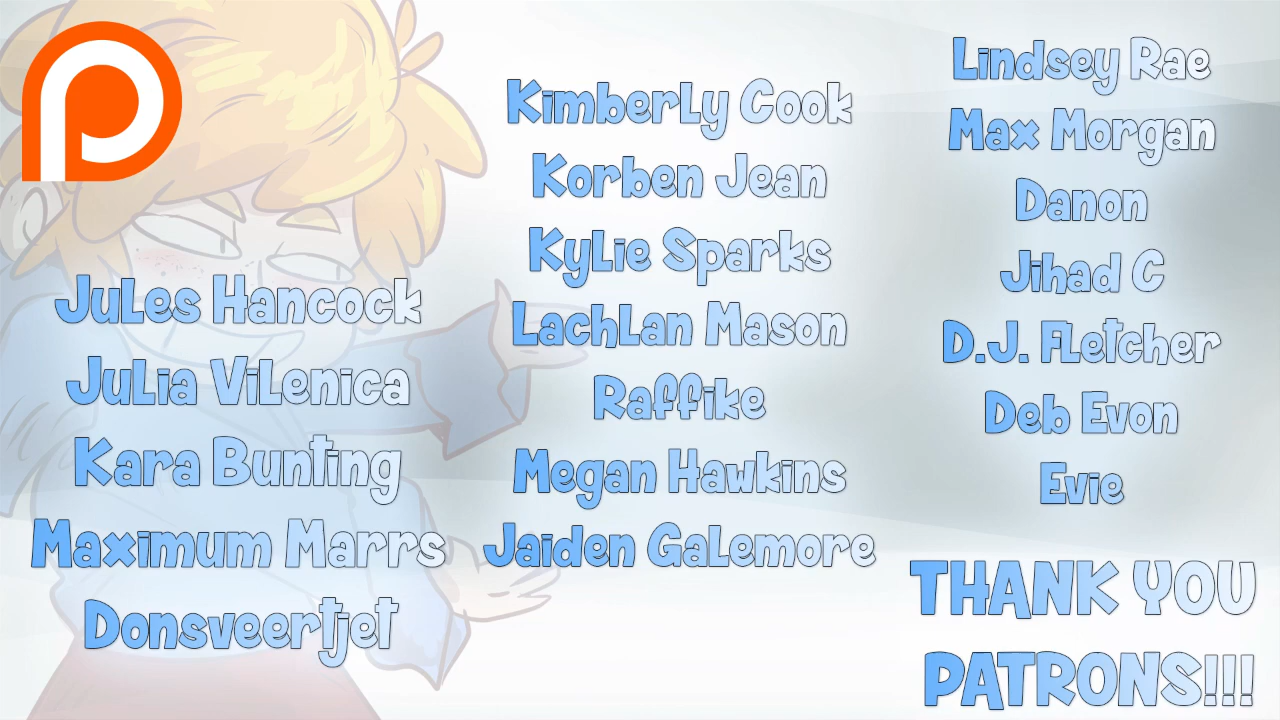 Jules Hancock
Julia Vilenica
Kara Bunting
Maximum Marrs
Donsveertjet
Kimberly Cook
Korben Jean
Kylie Sparks
Lachlan Mason
Raffike
Megan Hawkins
Jaiden Galemore
Lindsey Rae
Max Morgan
Danon
Jihad C
D.J. Fletcher
Deb Evon
Evie
THANK YOU
PATRONS!!!